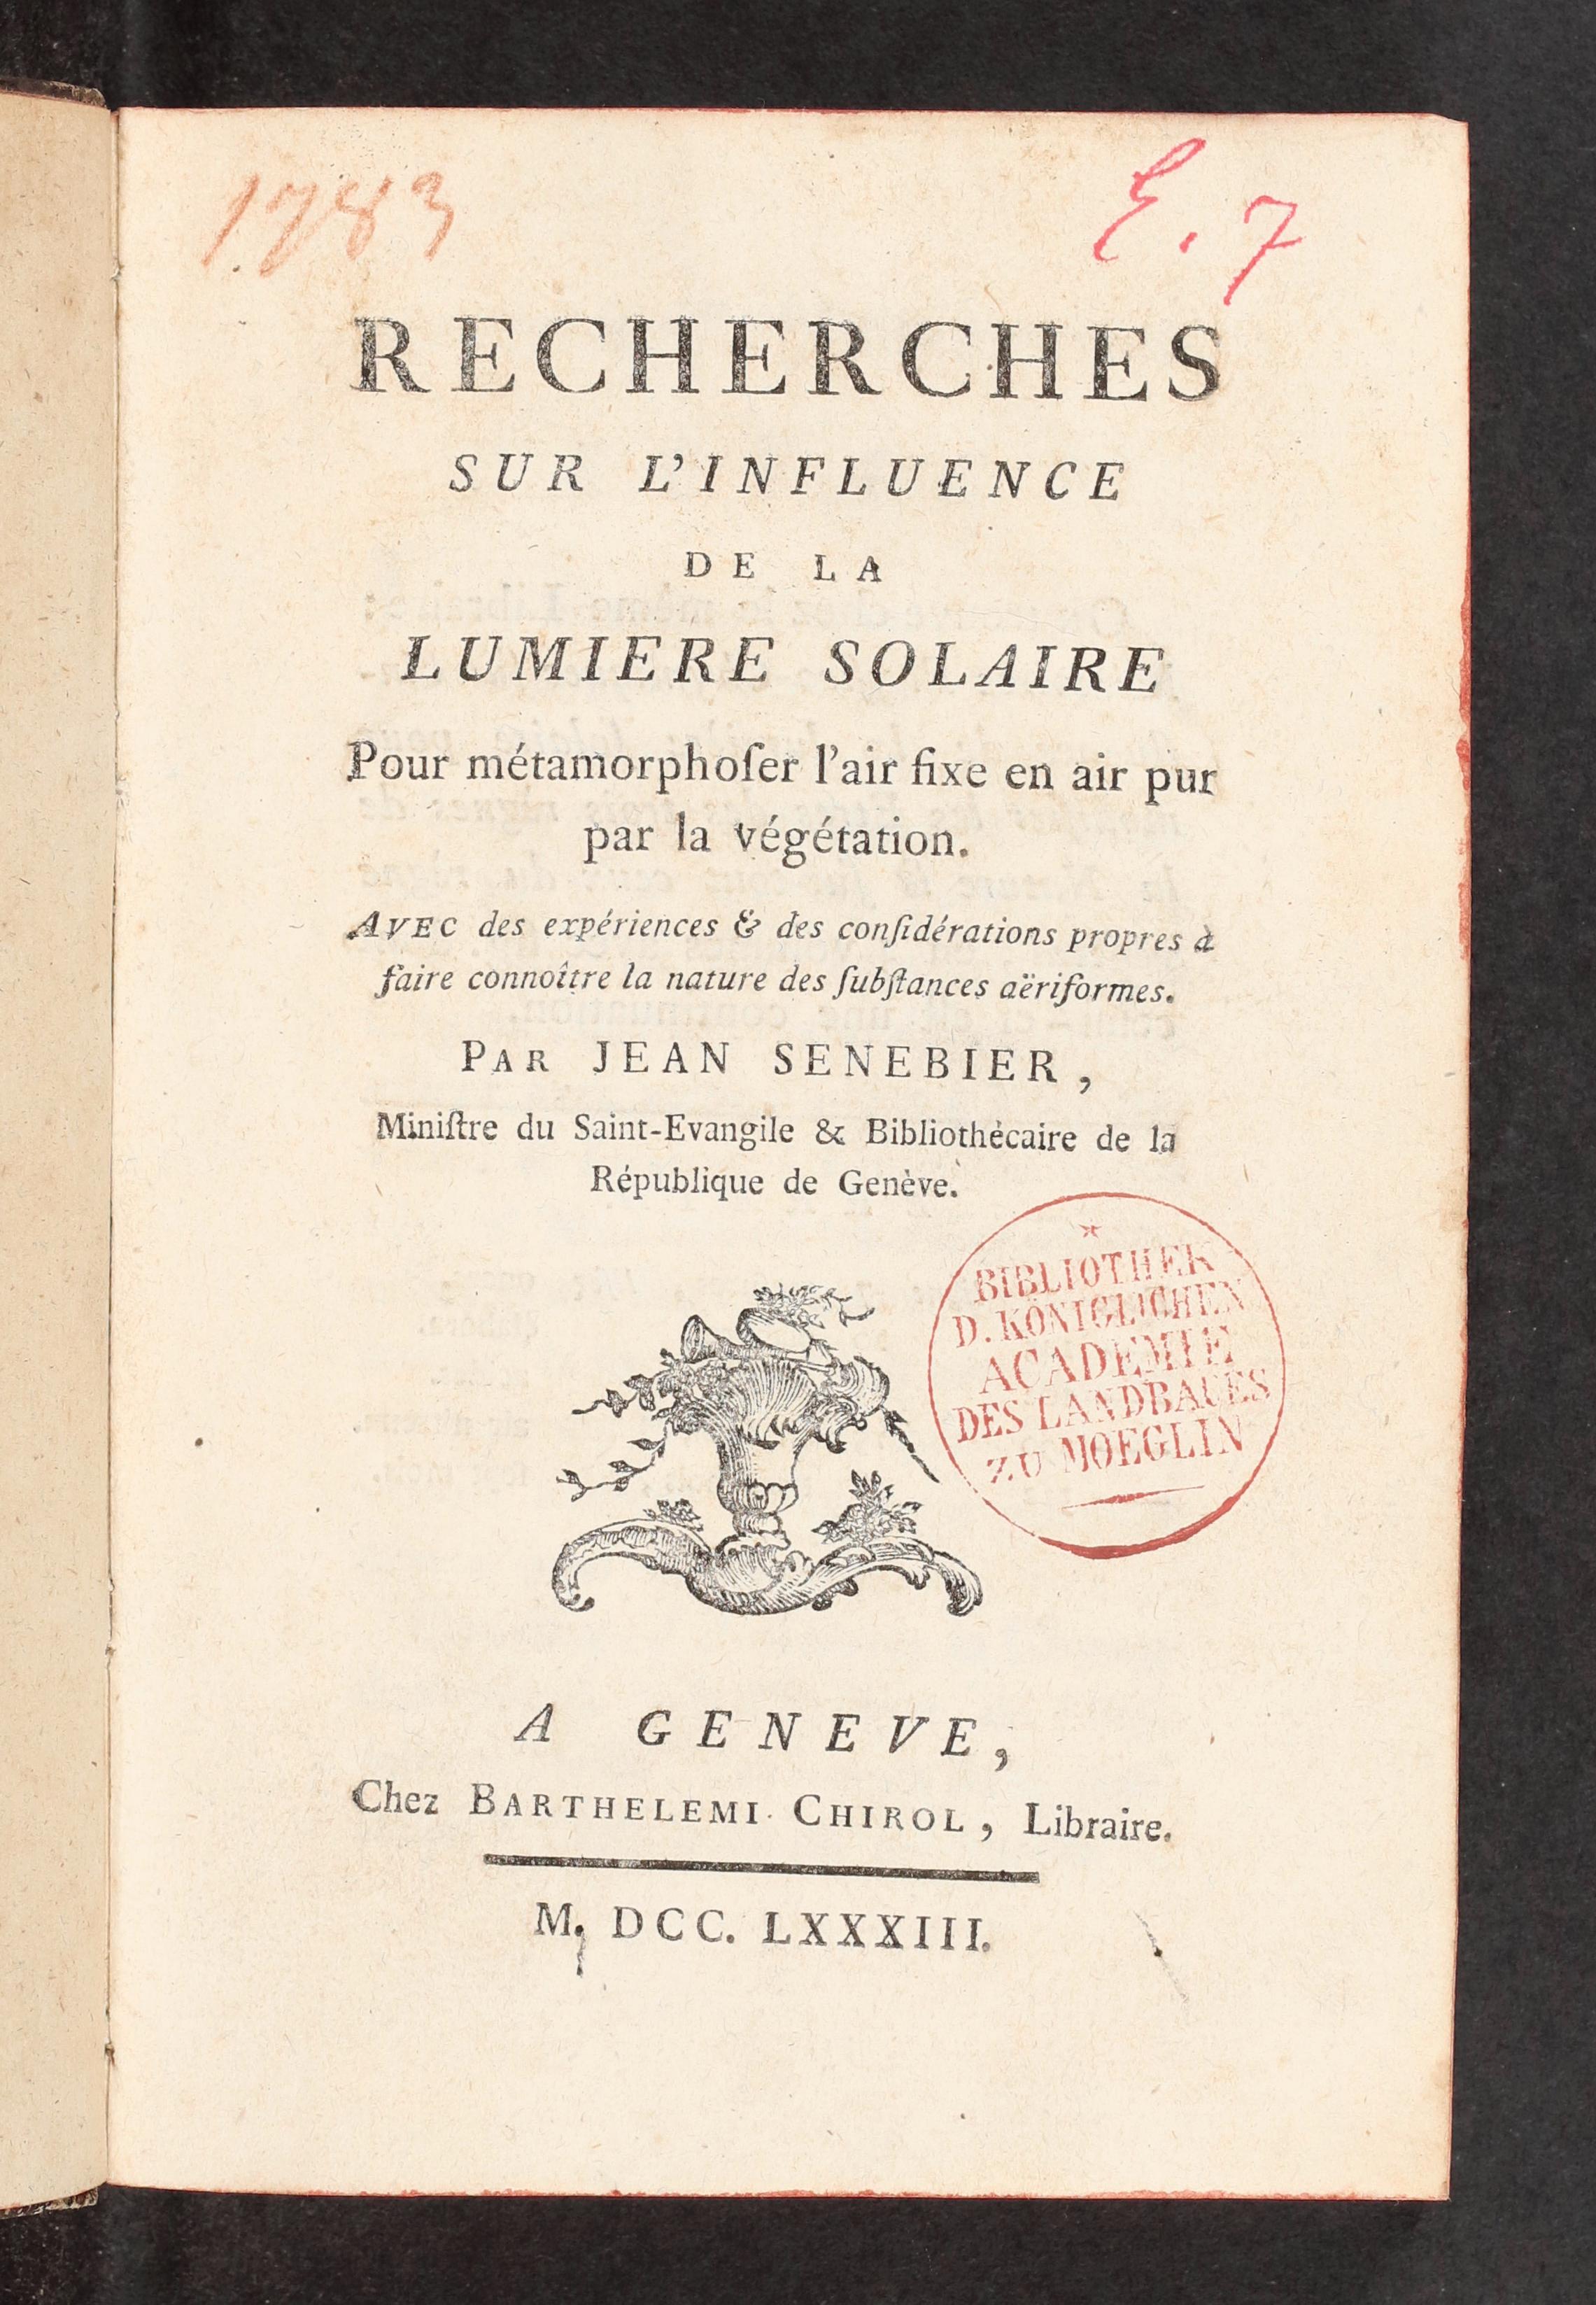 1783
E. 7
RECHERCHES
SUR L'INFLUENCE
DE LA
LUMIERE SOLAIRE
Pour métamorphoſer l'air fixe en air pur
par la végétation.
AVEC des expériences & des conſidérations propres à
faire connoître la nature des ſubſtances aëriformes.
PAR JEAN SENEBIER,
Miniſtre du Saint-Evangile & Bibliothécaire de la
République de Genève.
BIBLIOTHEK
D. KÖNIGLICHEN
ACADEMIE
DES LANDBAUES
ZU MOEGLIN
A GENEVE,
Chez BARTHELEMI CHIROL, Libraire.
M. DCC. LXXXIII.